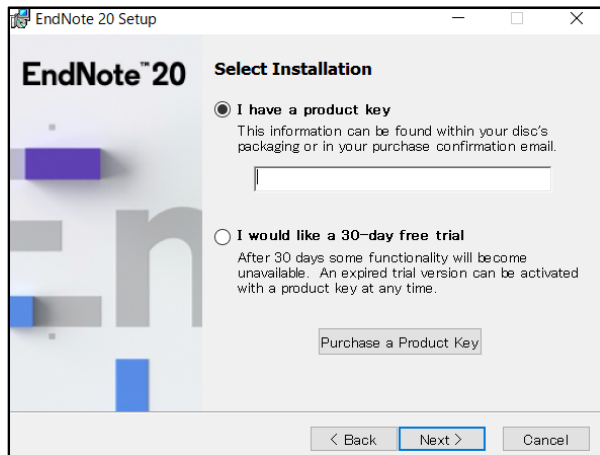 EndNote 20 Setup
EndNote™20
Select Installation
I have a product key
This information can be found within your disc's
packaging or in your purchase confirmation email.
I would like a 30-day free trial
After 30 days some functionality will become
unavailable. An expired trial version can be activated
with a product key at any time.
Purchase a Product Key
< Back
Next >
Cancel
En